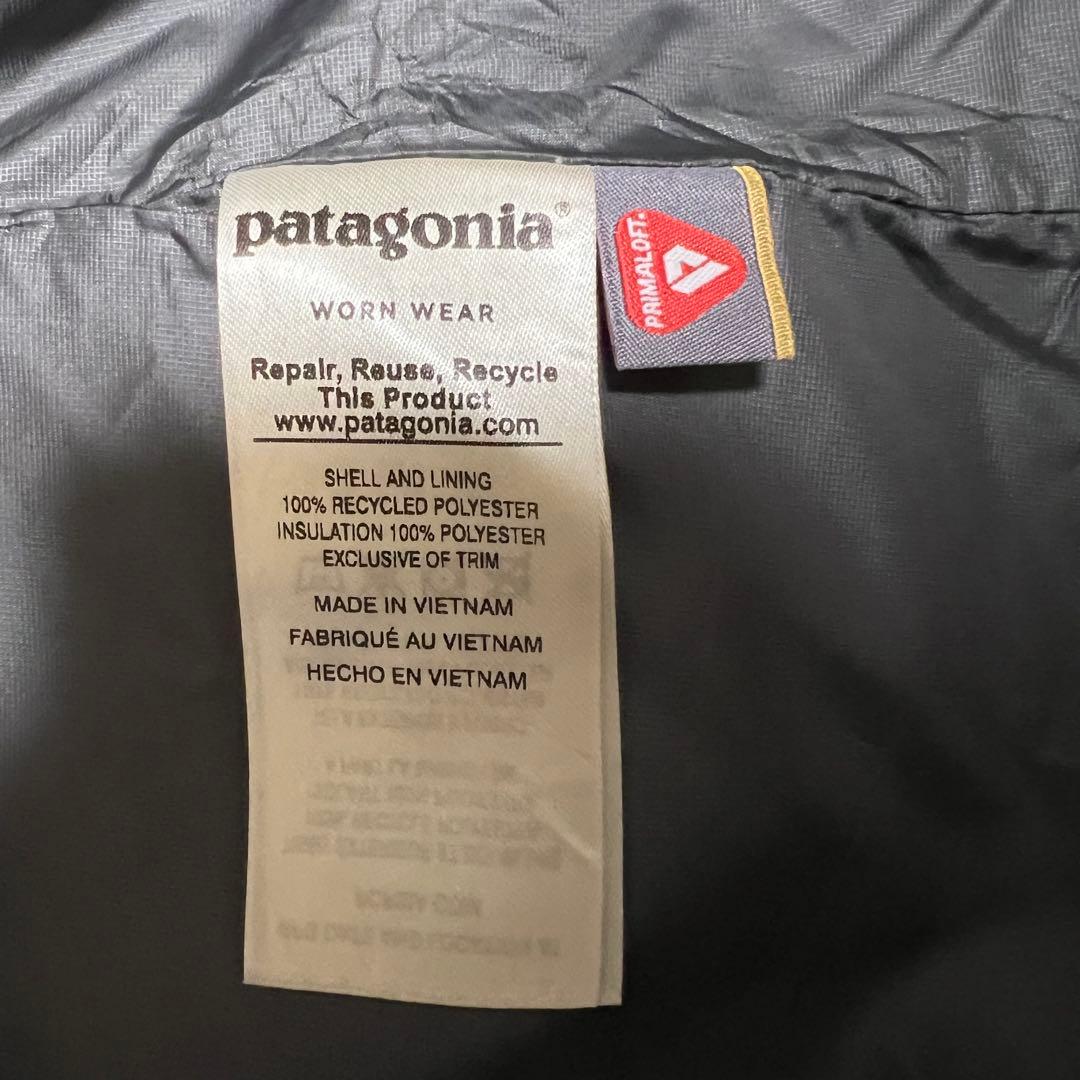 patagonia®
WORN WEAR
Repair, Reuse, Recycle
This Product
www.patagonia.com
SHELL AND LINING
100% RECYCLED POLYESTER
INSULATION 100% POLYESTER
EXCLUSIVE OF TRIM
MADE IN VIETNAM
FABRIQUÉ AU VIETNAM
HECHO EN VIETNAM
PRIMALOFT®